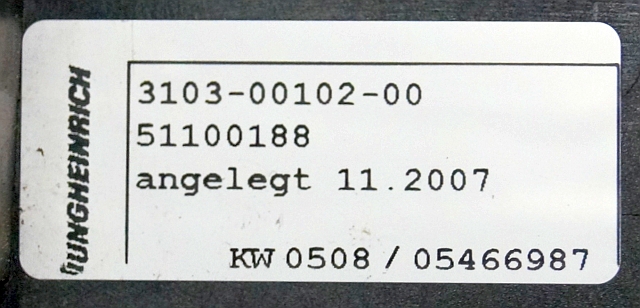 JUNGHEINRICH
3103-00102-00
51100188
angelegt 11.2007
KW 0508 / 05466987